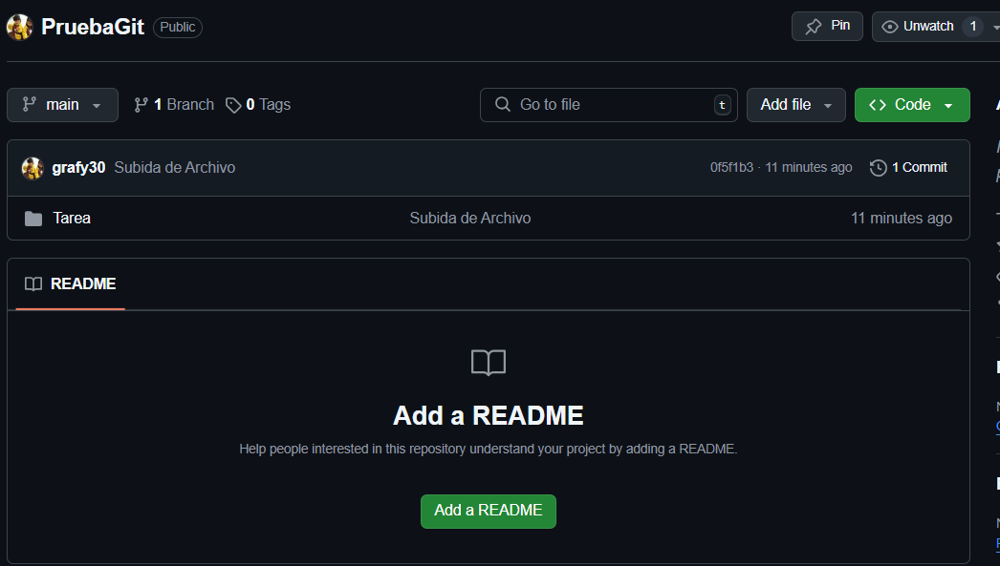 PruebaGit Public Pin Unwatch 1
main 1 Branch 0 Tags Go to file t Add file Code
grafy30 Subida de Archivo 0f5f1b3 · 11 minutes ago 1 Commit
Tarea Subida de Archivo 11 minutes ago
README
Add a README
Help people interested in this repository understand your project by adding a README.
Add a README